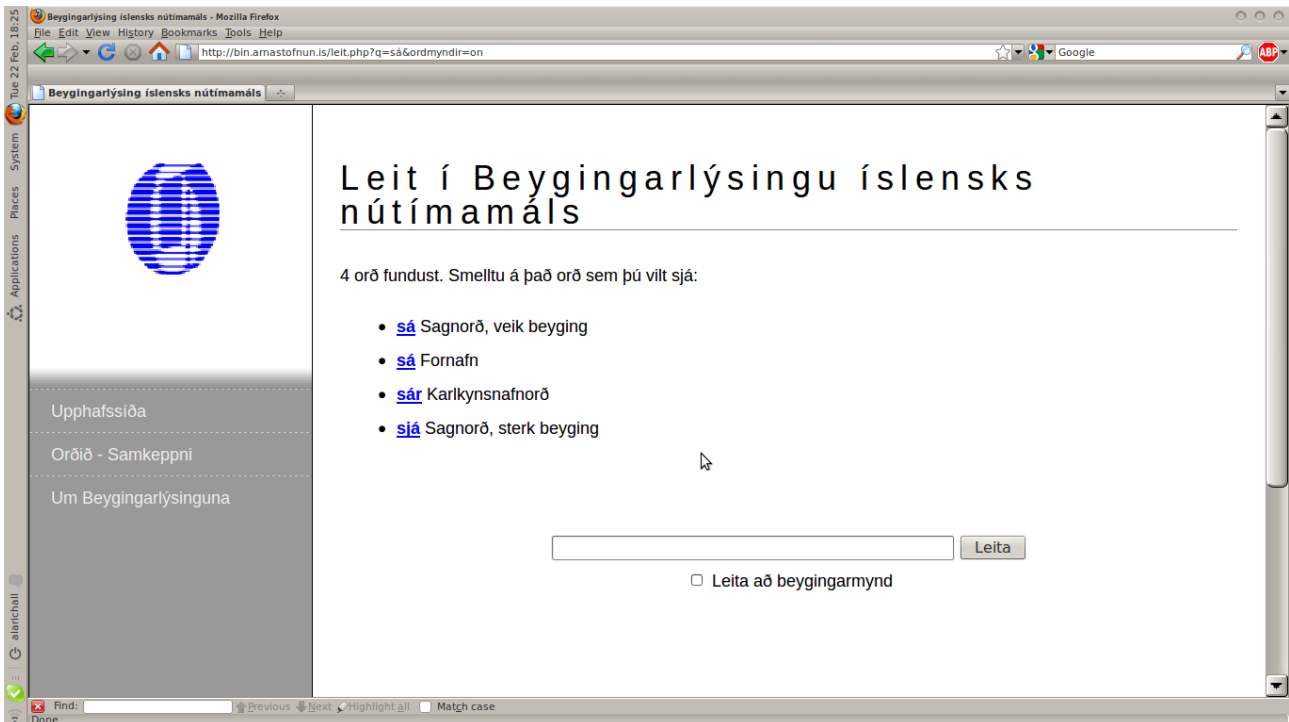 Beygingarlýsing íslensks nútímamáls - Mozilla Firefox
File Edit View History Bookmarks Tools Help
http://bin.arnastofnun.is/leit.php?q=sá&ordmyndir=on
Google
ABP
Beygingarlýsing íslensks nútímamáls
Tue 22 Feb, 18:25
System
Places
Applications
alarichall
Leit í Beygingarlýsingu íslensks
nútímamáls
4 orð fundust. Smelltu á það orð sem þú vilt sjá:
sá Sagnorð, veik beyging
sá Fornafn
sár Karlkynsnafnorð
sjá Sagnorð, sterk beyging
Upphafssíða
Orðið - Samkeppni
Um Beygingarlýsinguna
Leita
Leita að beygingarmynd
Find: Previous Next Highlight all Match case
Done